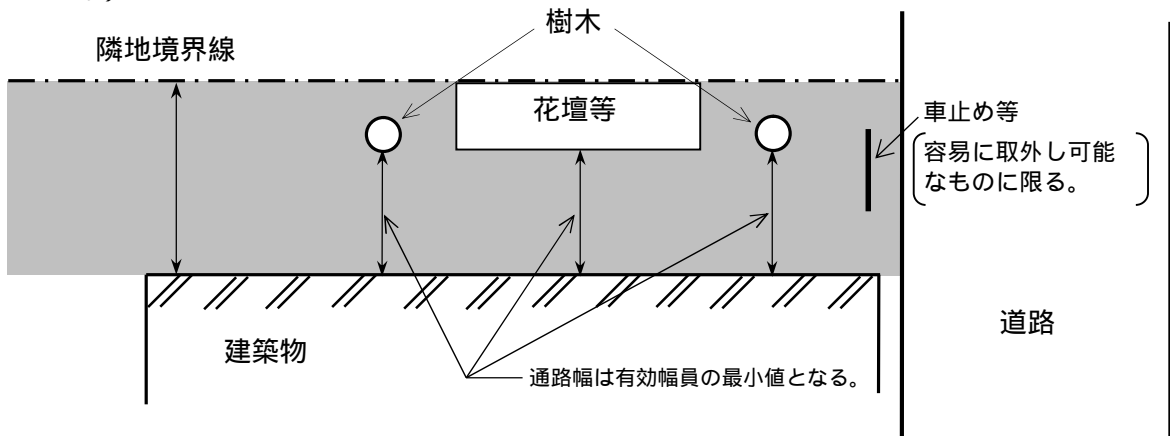 樹木
隣地境界線
花壇等
車止め等
容易に取外し可能
なものに限る。
道路
建築物
通路幅は有効幅員の最小値となる。